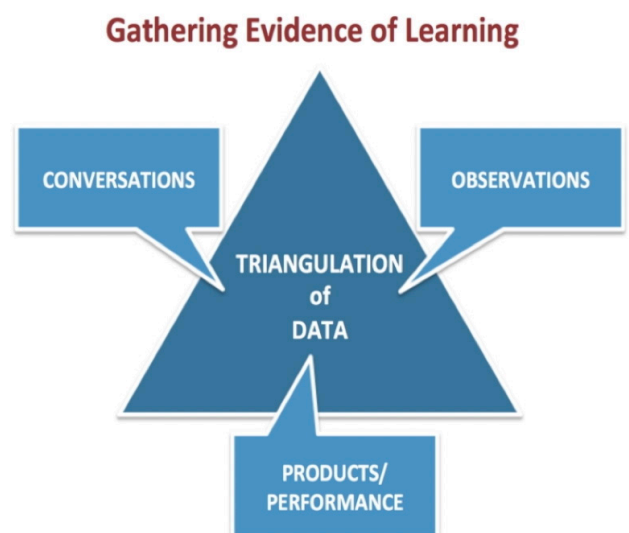 Gathering Evidence of Learning
CONVERSATIONS
OBSERVATIONS
TRIANGULATION
of
DATA
PRODUCTS/
PERFORMANCE